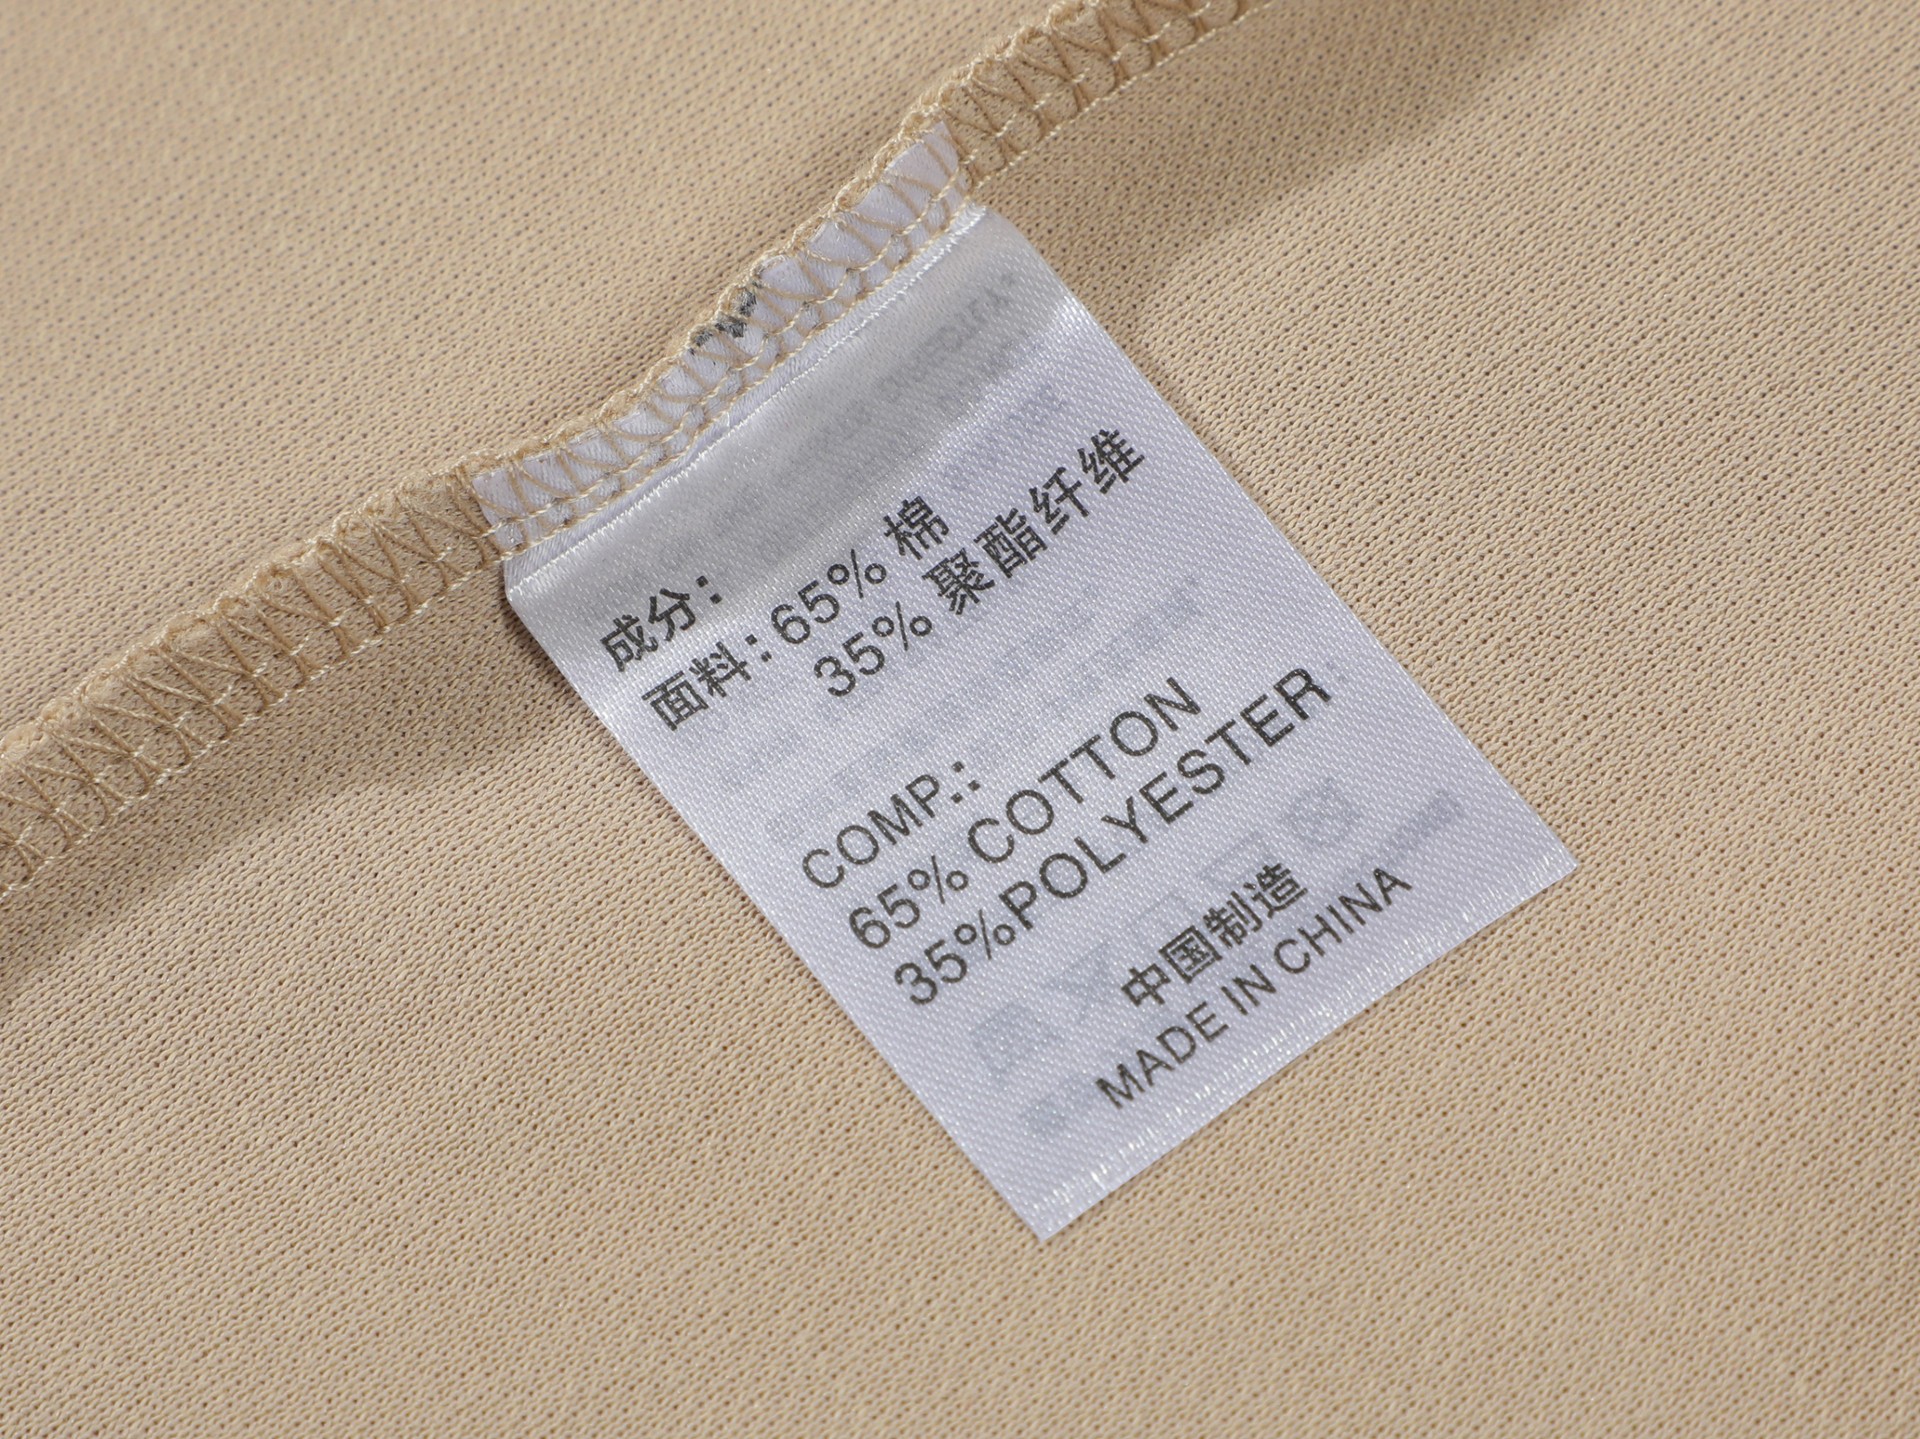 成分：
面料：65% 棉
35% 聚酯纤维
COMP.:
65% COTTON
35%POLYESTER
中国制造
MADE IN CHINA